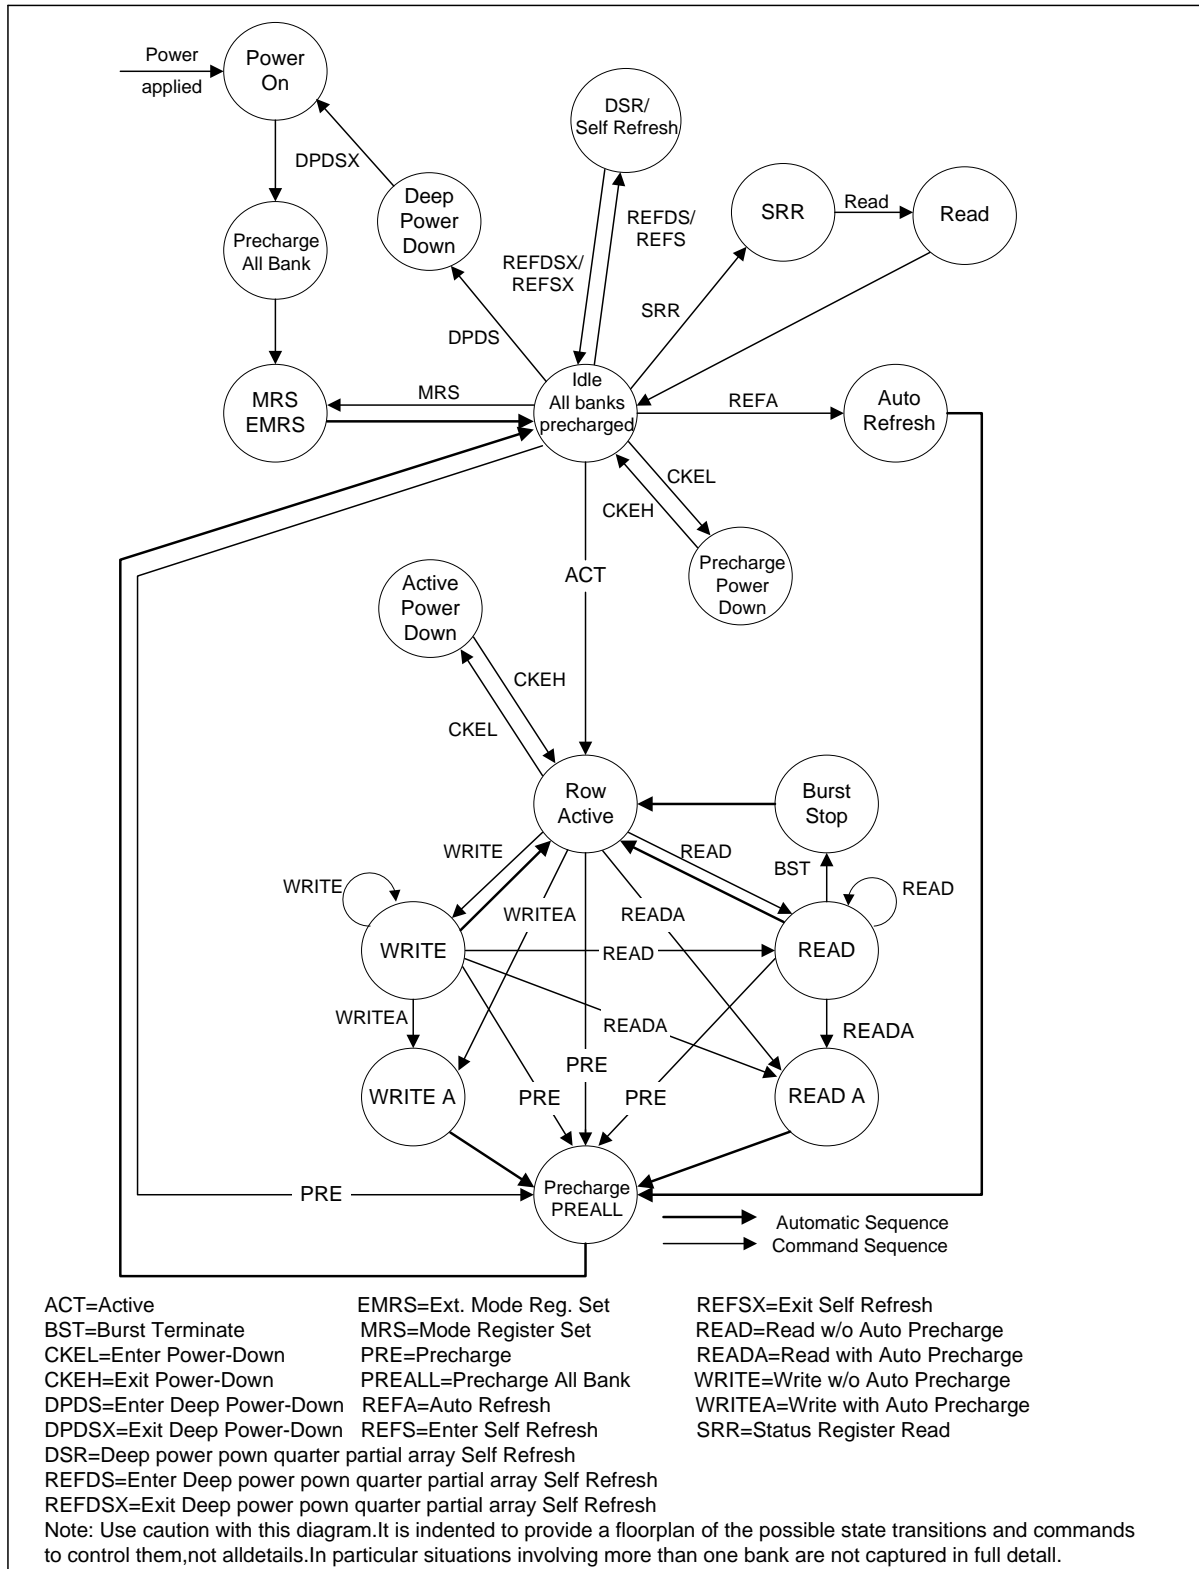 Power
applied
Power
On
DSR/
Self Refresh
DPDSX
Deep
Power
Down
SRR
Read
Read
Precharge
All Bank
REFDS/
REFS
REFDSX/
REFSX
SRR
DPDS
MRS
EMRS
MRS
Idle
All banks
precharged
REFA
Auto
Refresh
CKEL
CKEH
Precharge
Power
Down
ACT
Active
Power
Down
CKEH
CKEL
Row
Active
Burst
Stop
WRITE
READ
BST
WRITE
READ
WRITEA
READA
WRITE
READ
READ
WRITEA
READA
READA
PRE
WRITE A
PRE
PRE
READ A
PRE
Precharge
PREALL
Automatic Sequence
Command Sequence
ACT=Active EMRS=Ext. Mode Reg. Set REFSX=Exit Self Refresh
BST=Burst Terminate MRS=Mode Register Set READ=Read w/o Auto Precharge
CKEL=Enter Power-Down PRE=Precharge READA=Read with Auto Precharge
CKEH=Exit Power-Down PREALL=Precharge All Bank WRITE=Write w/o Auto Precharge
DPDS=Enter Deep Power-Down REFA=Auto Refresh WRITEA=Write with Auto Precharge
DPDSX=Exit Deep Power-Down REFS=Enter Self Refresh SRR=Status Register Read
DSR=Deep power pown quarter partial array Self Refresh
REFDS=Enter Deep power pown quarter partial array Self Refresh
REFDSX=Exit Deep power pown quarter partial array Self Refresh
Note: Use caution with this diagram.It is indented to provide a floorplan of the possible state transitions and commands
to control them,not alldetails.In particular situations involving more than one bank are not captured in full detall.